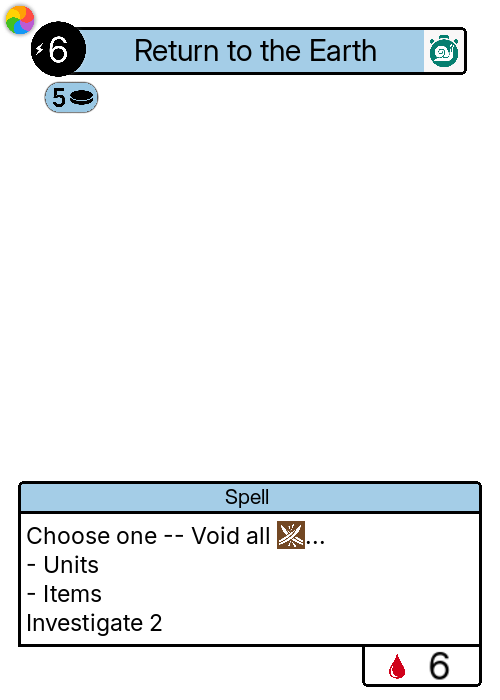 6 Return to the Earth
5
Spell
Choose one -- Void all ...
- Units
- Items
Investigate 2
6